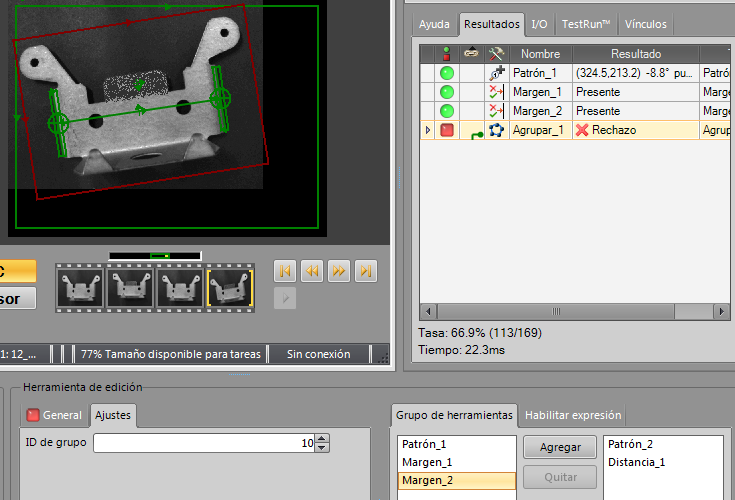 Ayuda Resultados I/O TestRun™ Vínculos
Nombre Resultado T
Patrón_1 (324.5,213.2) -8.8° pu... Patró
Margen_1 Presente Marge
Margen_2 Presente Marge
Agrupar_1 Rechazo Agrup
Tasa: 66.9% (113/169)
Tiempo: 22.3ms
C
sor
1: 12_... 77% Tamaño disponible para tareas Sin conexión
Herramienta de edición
General Ajustes
ID de grupo 10
Grupo de herramientas Habilitar expresión
Patrón_1 Agregar Patrón_2
Margen_1 Distancia_1
Margen_2 Quitar